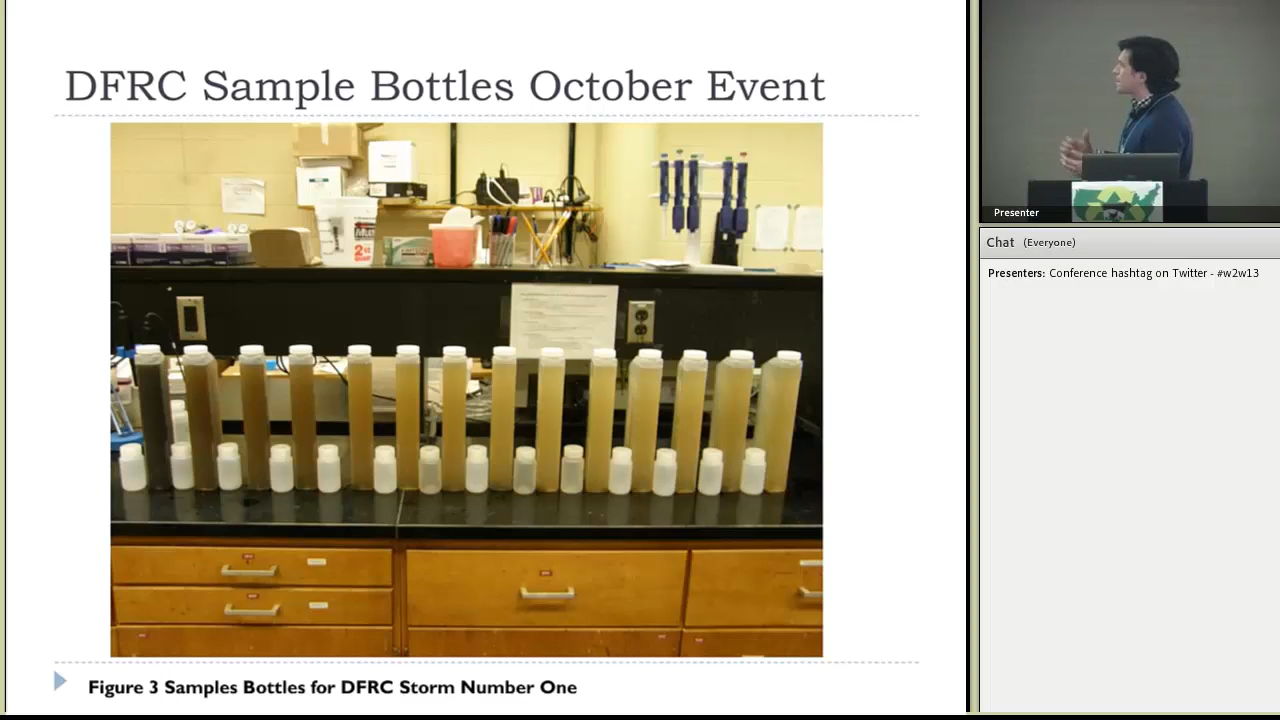 DFRC Sample Bottles October Event
Figure 3 Samples Bottles for DFRC Storm Number One
Presenter
Chat (Everyone)
Presenters: Conference hashtag on Twitter - #w2w13